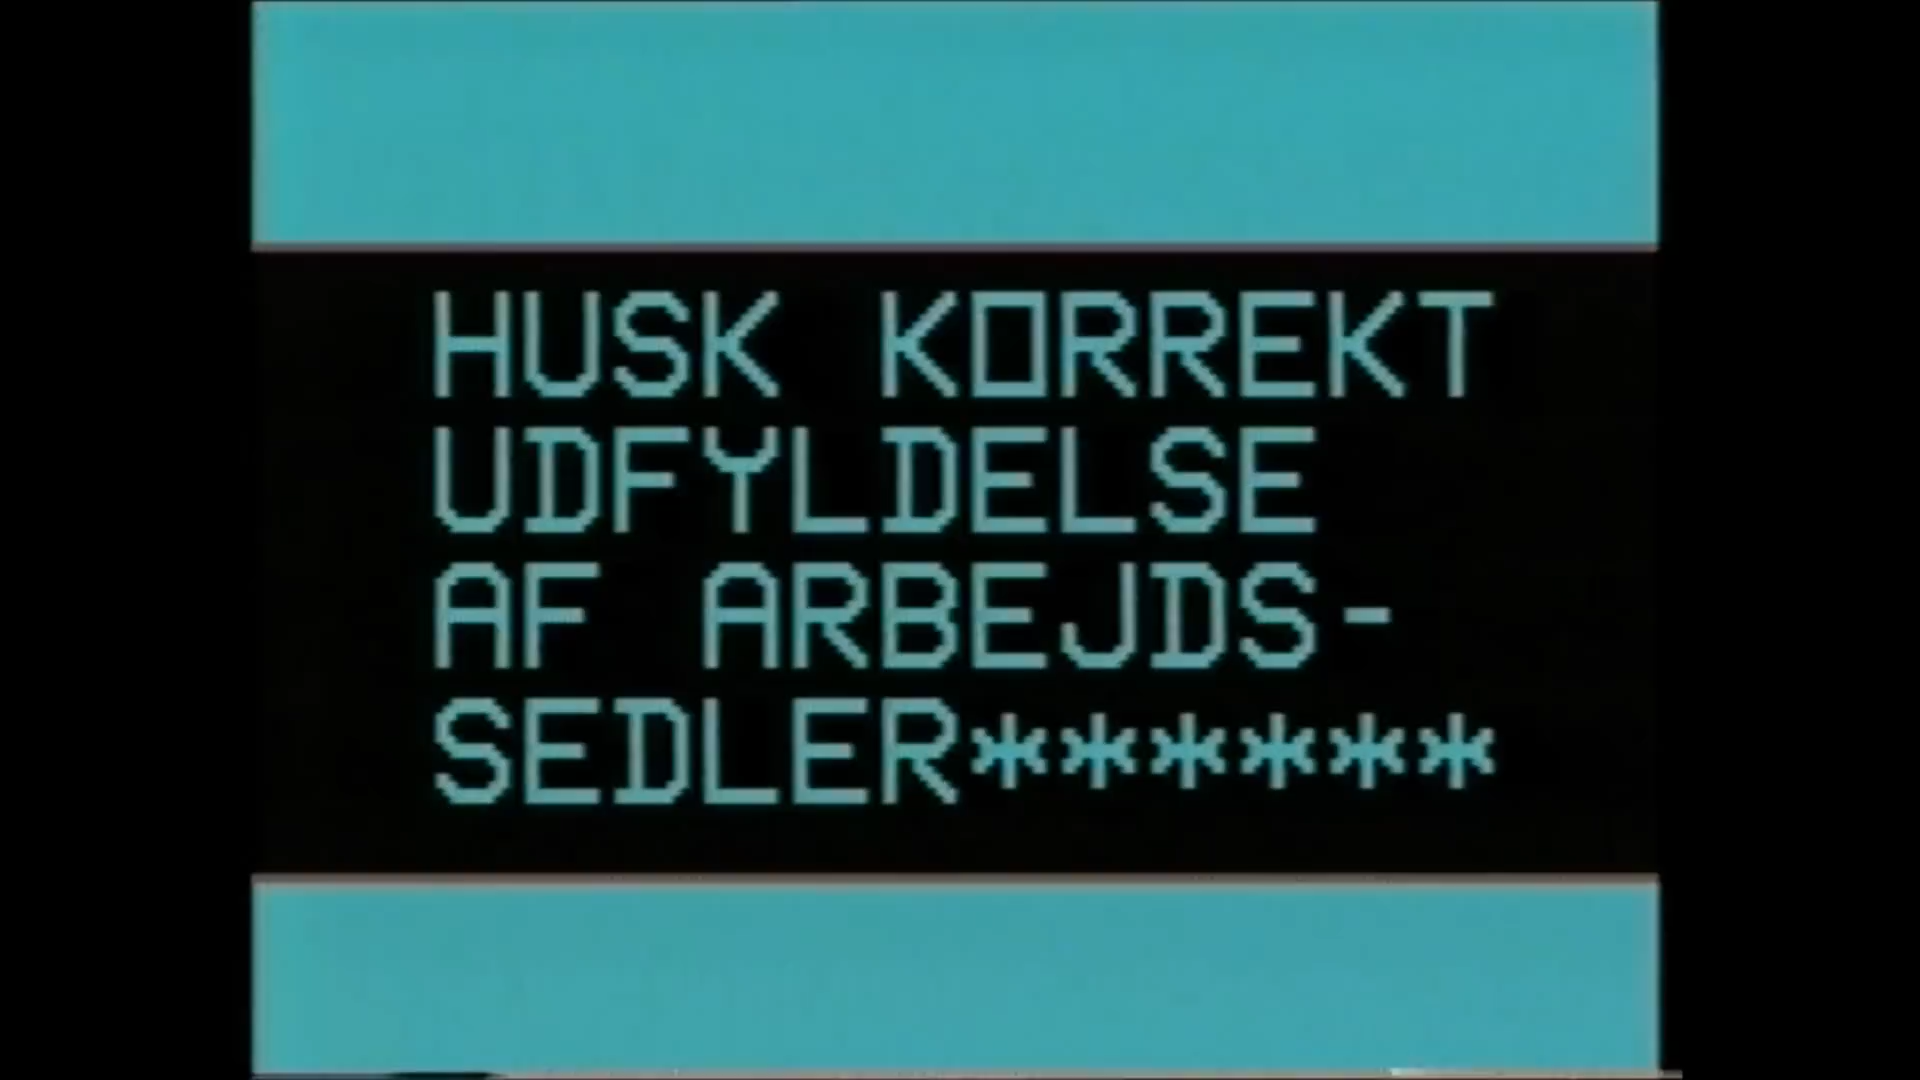 HUSK KORREKT
UDFYLDELSE
AF ARBEJDS-
SEDLER******